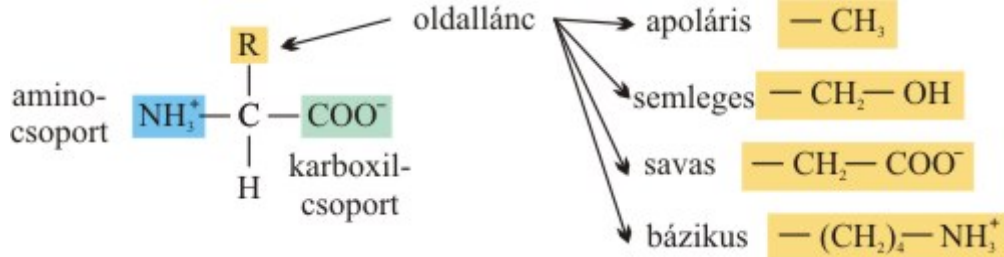 oldallánc
apoláris — CH₃
R
amino-
csoport
NH₃⁺ — C — COO⁻
H
karboxil-
csoport
semleges — CH₂ — OH
savas — CH₂ — COO⁻
bázikus — (CH₂)₄ — NH₃⁺